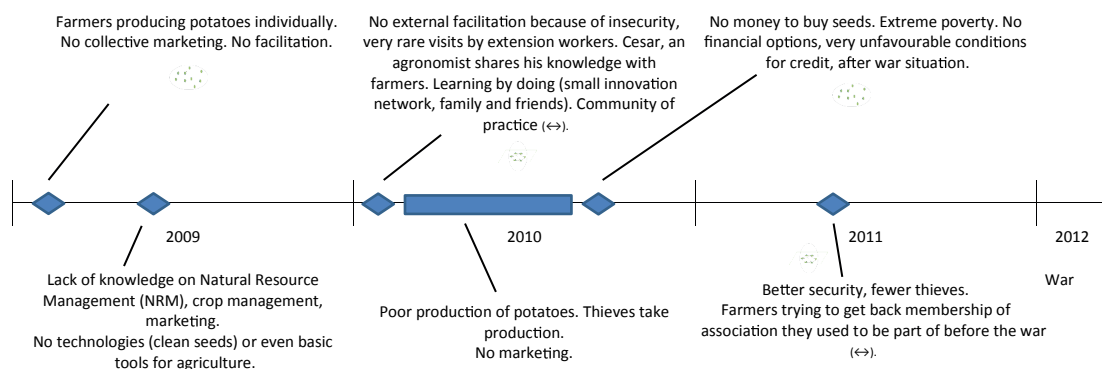 Farmers producing potatoes individually.
No collective marketing. No facilitation.
No external facilitation because of insecurity,
very rare visits by extension workers. Cesar, an
agronomist shares his knowledge with
farmers. Learning by doing (small innovation
network, family and friends). Community of
practice (↔).
No money to buy seeds. Extreme poverty. No
financial options, very unfavourable conditions
for credit, after war situation.
2009
2010
2011
2012
Lack of knowledge on Natural Resource
Management (NRM), crop management,
marketing.
No technologies (clean seeds) or even basic
tools for agriculture.
Poor production of potatoes. Thieves take
production.
No marketing.
Better security, fewer thieves.
Farmers trying to get back membership of
association they used to be part of before the war
(↔).
War